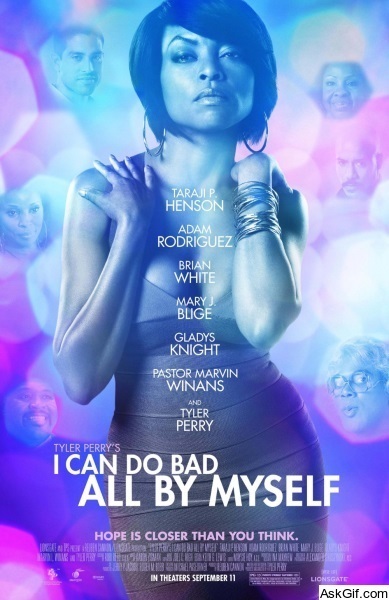 TARAJI P.
HENSON
ADAM
RODRIGUEZ
BRIAN
WHITE
MARY J.
BLIGE
GLADYS
KNIGHT
PASTOR MARVIN
WINANS
AND
TYLER
PERRY
TYLER PERRY'S
I CAN DO BAD
ALL BY MYSELF
HOPE IS CLOSER THAN YOU THINK.
IN THEATERS SEPTEMBER 11
LIONSGATE
AskGif.com